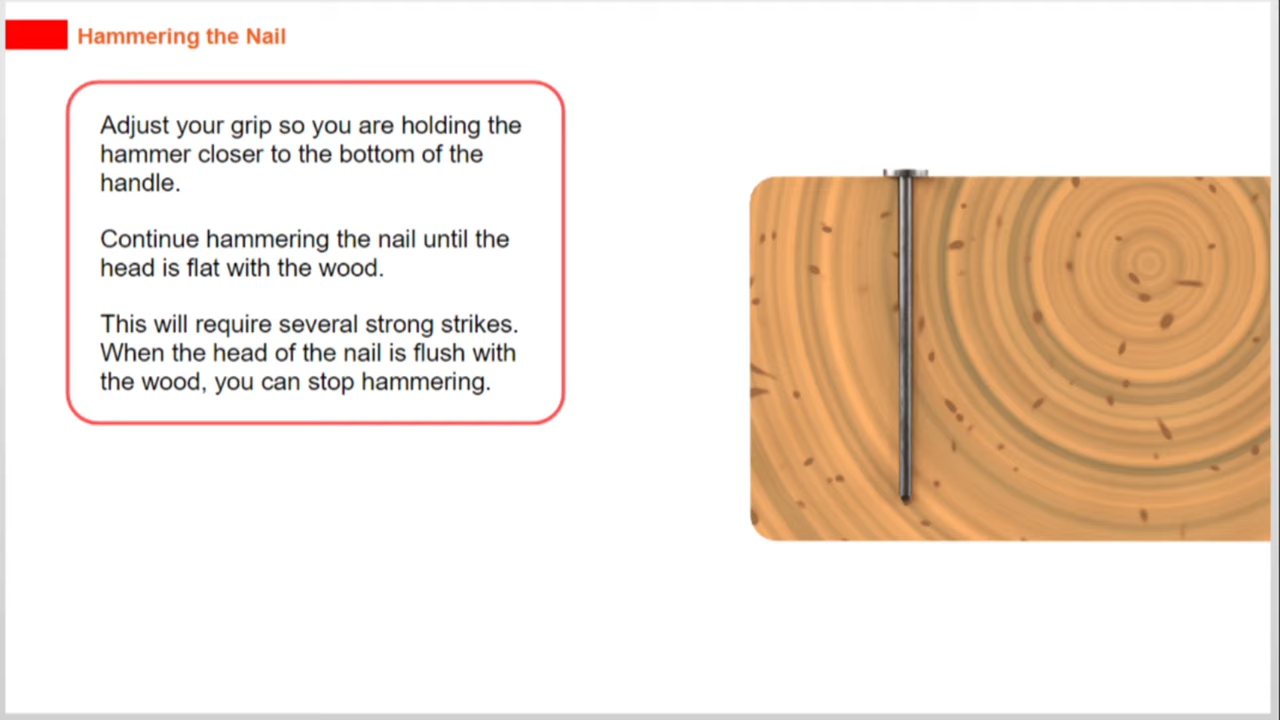 Hammering the Nail
Adjust your grip so you are holding the
hammer closer to the bottom of the
handle.
Continue hammering the nail until the
head is flat with the wood.
This will require several strong strikes.
When the head of the nail is flush with
the wood, you can stop hammering.